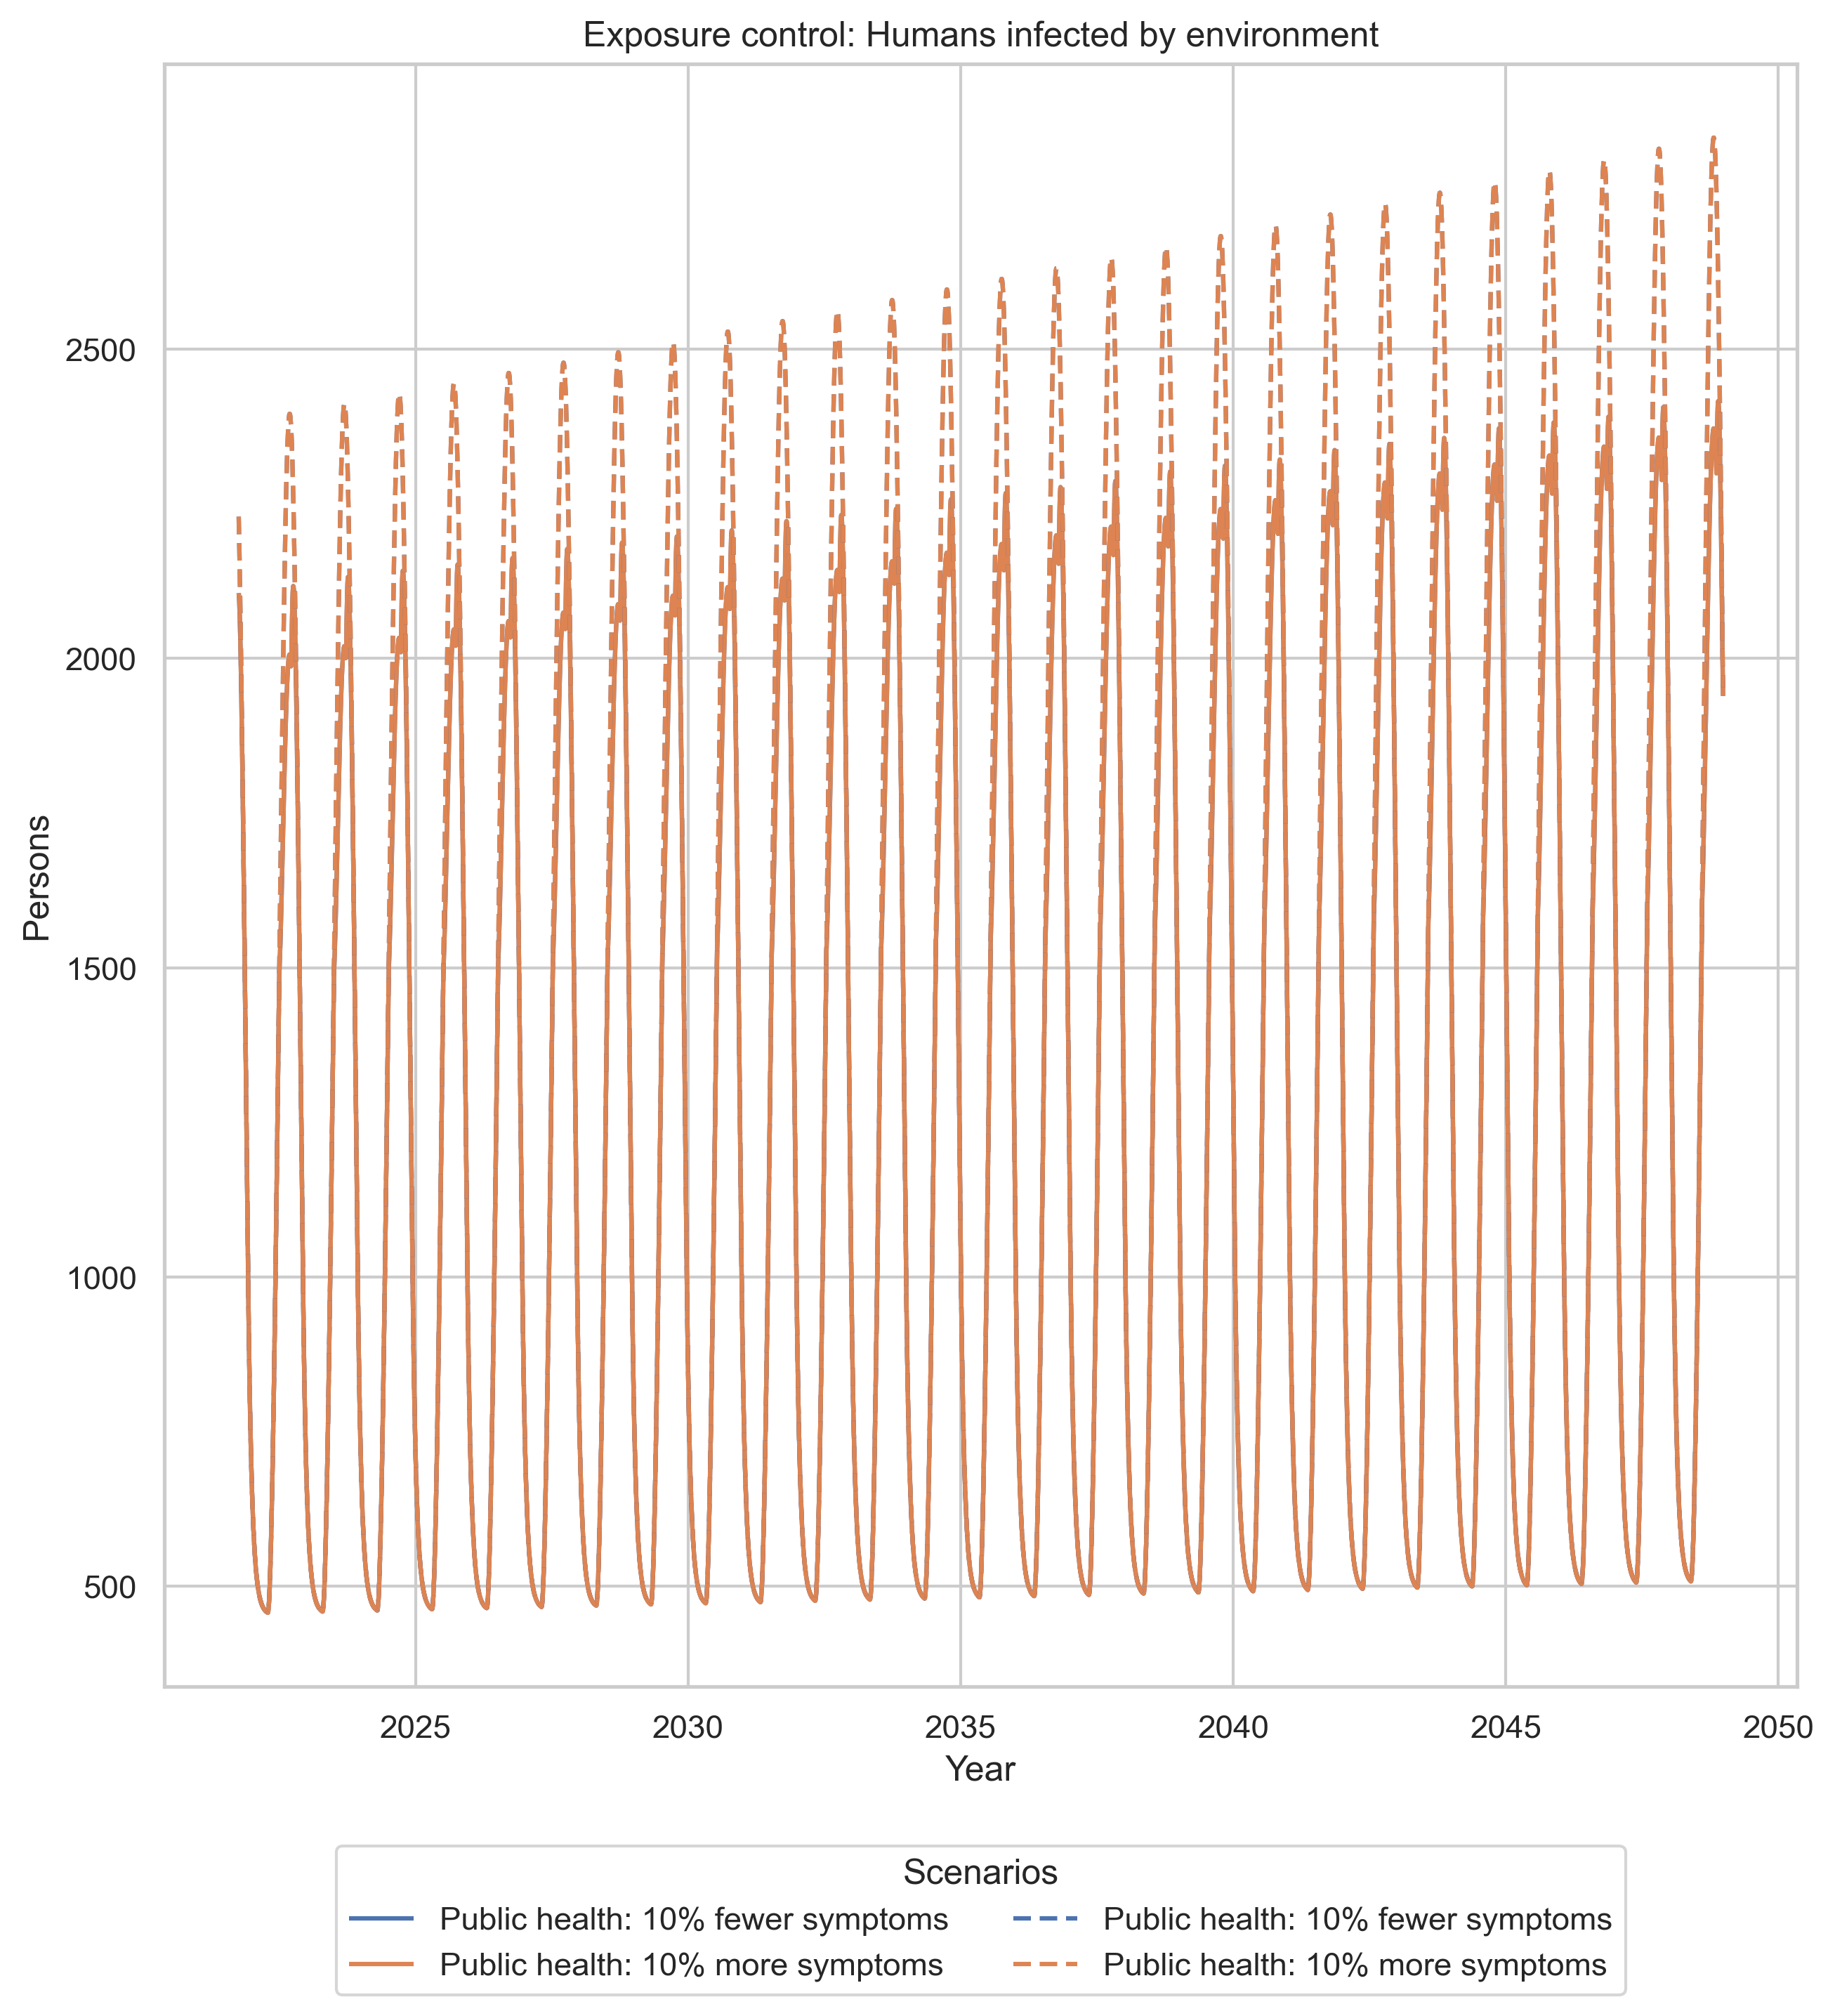 Exposure control: Humans infected by environment
Persons
2500
2000
1500
1000
500
2025 2030 2035 2040 2045 2050
Year
Scenarios
Public health: 10% fewer symptoms Public health: 10% fewer symptoms
Public health: 10% more symptoms Public health: 10% more symptoms